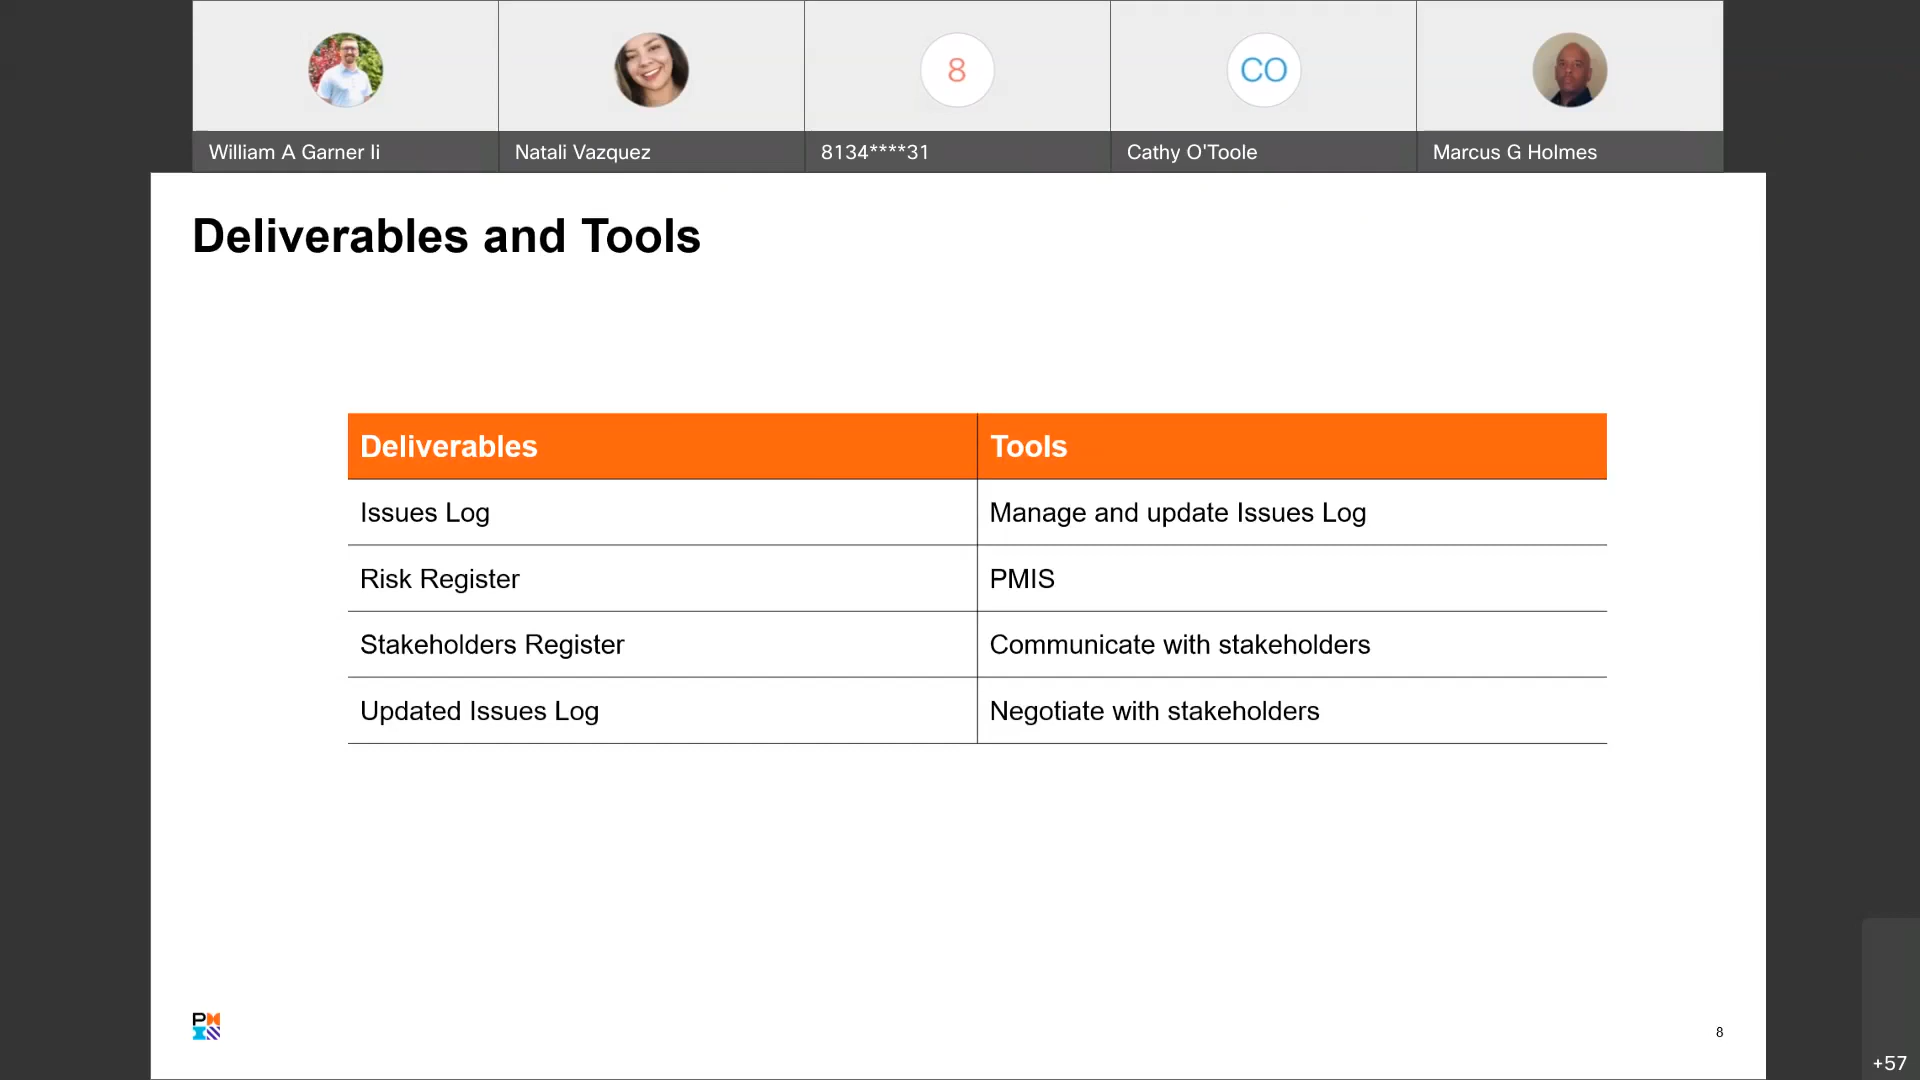 8
CO
William A Garner Ii
Natali Vazquez
8134****31
Cathy O'Toole
Marcus G Holmes
Deliverables and Tools
Deliverables
Tools
Issues Log
Manage and update Issues Log
Risk Register
PMIS
Stakeholders Register
Communicate with stakeholders
Updated Issues Log
Negotiate with stakeholders
8
+57